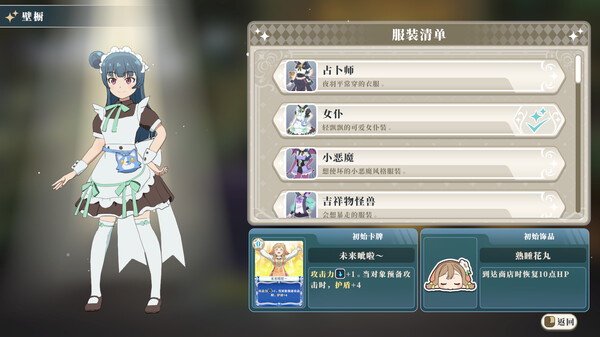 壁橱
服装清单
占卜师
夜羽平常穿的衣服。
女仆
轻飘飘的可爱女仆装。
小恶魔
想使坏的小恶魔风格服装。
吉祥物怪兽
会想暴走的服装。
初始卡牌
未来呲啦~
攻击力+1。当对象预备攻击时，护盾+4
初始饰品
熟睡花丸
到达商店时恢复10点HP
返回